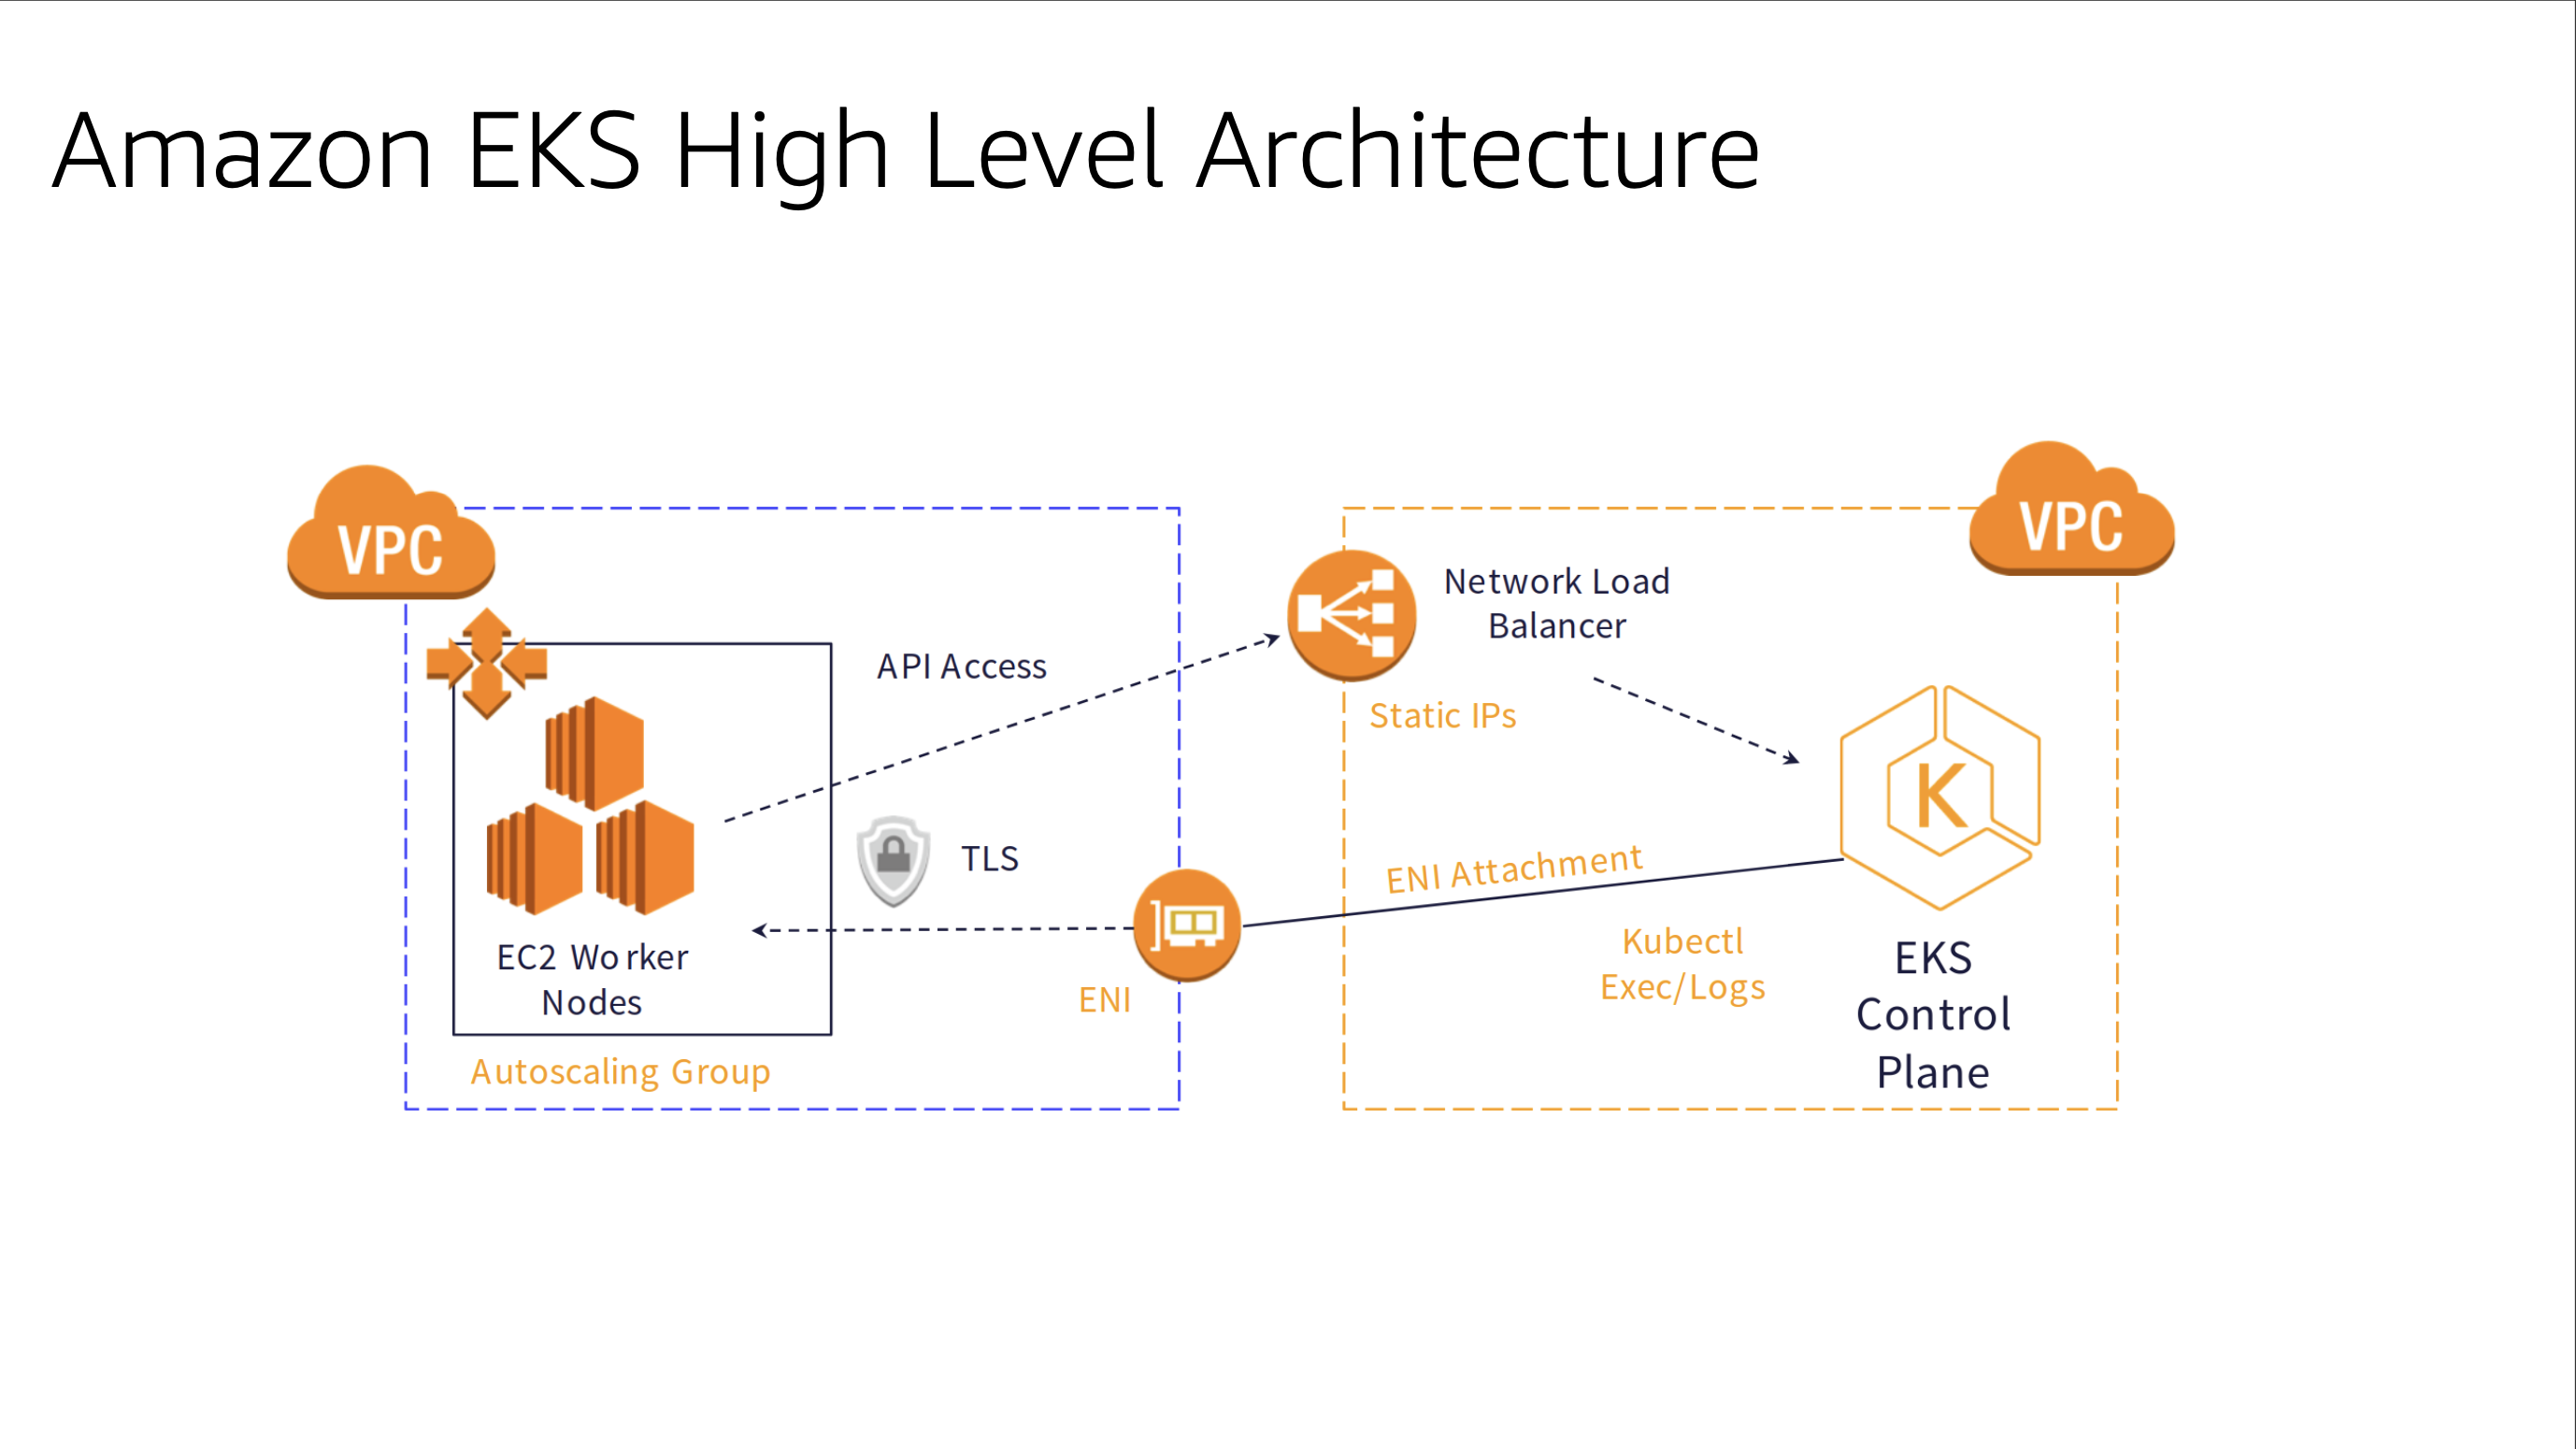 Amazon EKS High Level Architecture
VPC
VPC
Network Load
Balancer
API Access
Static IPs
K
TLS
ENI Attachment
EC2 Worker
Nodes
Kubectl
Exec/Logs
EKS
Control
Plane
ENI
Autoscaling Group